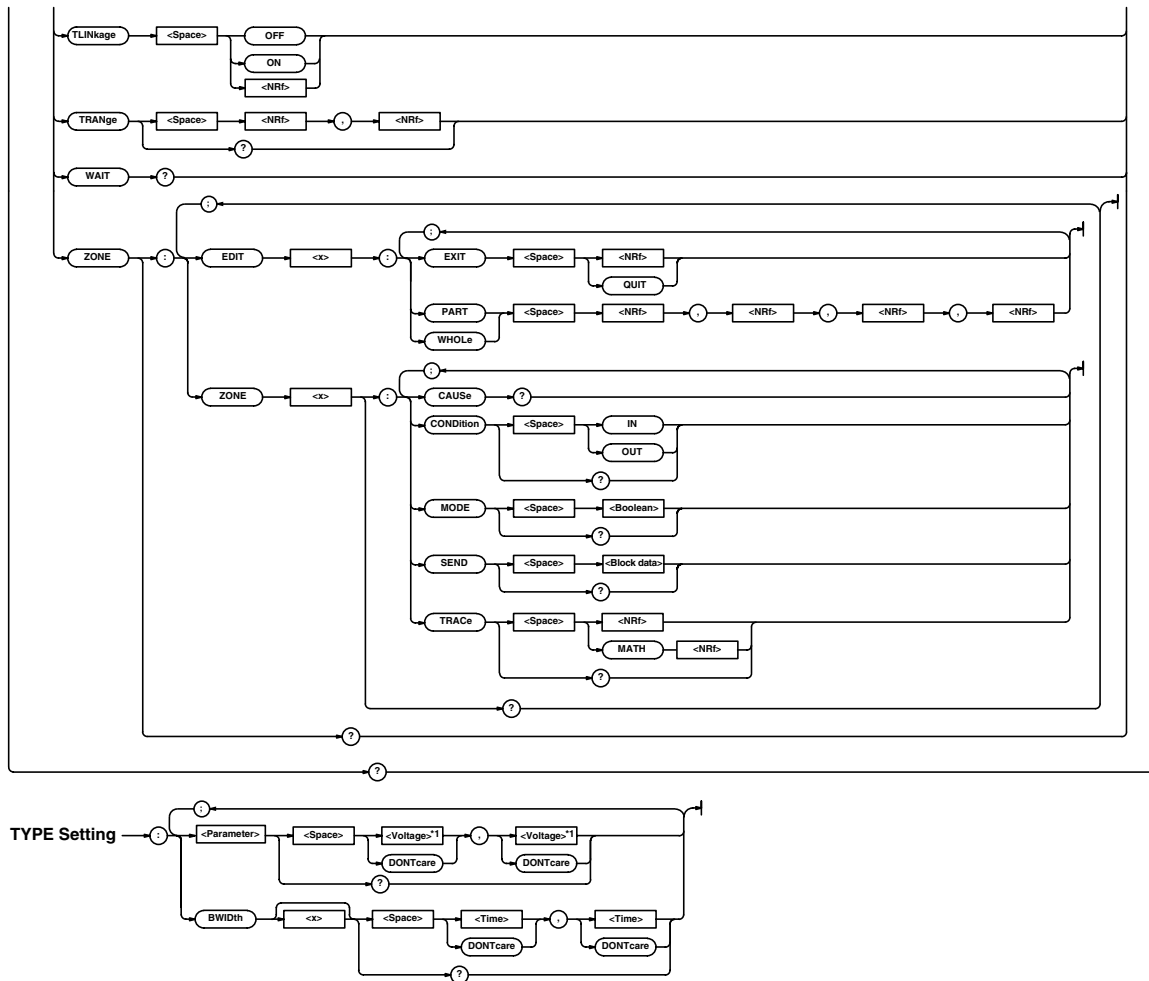 TLINkage <Space> OFF
ON
<NRf>
TRANge <Space> <NRf> , <NRf>
?
WAIT ?
;
ZONE : EDIT <x> : ; EXIT <Space> <NRf>
QUIT
PART <Space> <NRf> , <NRf> , <NRf> , <NRf>
WHOLe
;
ZONE <x> : CAUSe ?
CONDition <Space> IN
OUT
?
MODE <Space> <Boolean>
?
SEND <Space> <Block data>
?
TRACe <Space> <NRf>
MATH <NRf>
?
?
?
?
;
TYPE Setting : <Parameter> <Space> <Voltage>*1 , <Voltage>*1
DONTcare DONTcare
?
BWIDth <x> <Space> <Time> , <Time>
DONTcare DONTcare
?